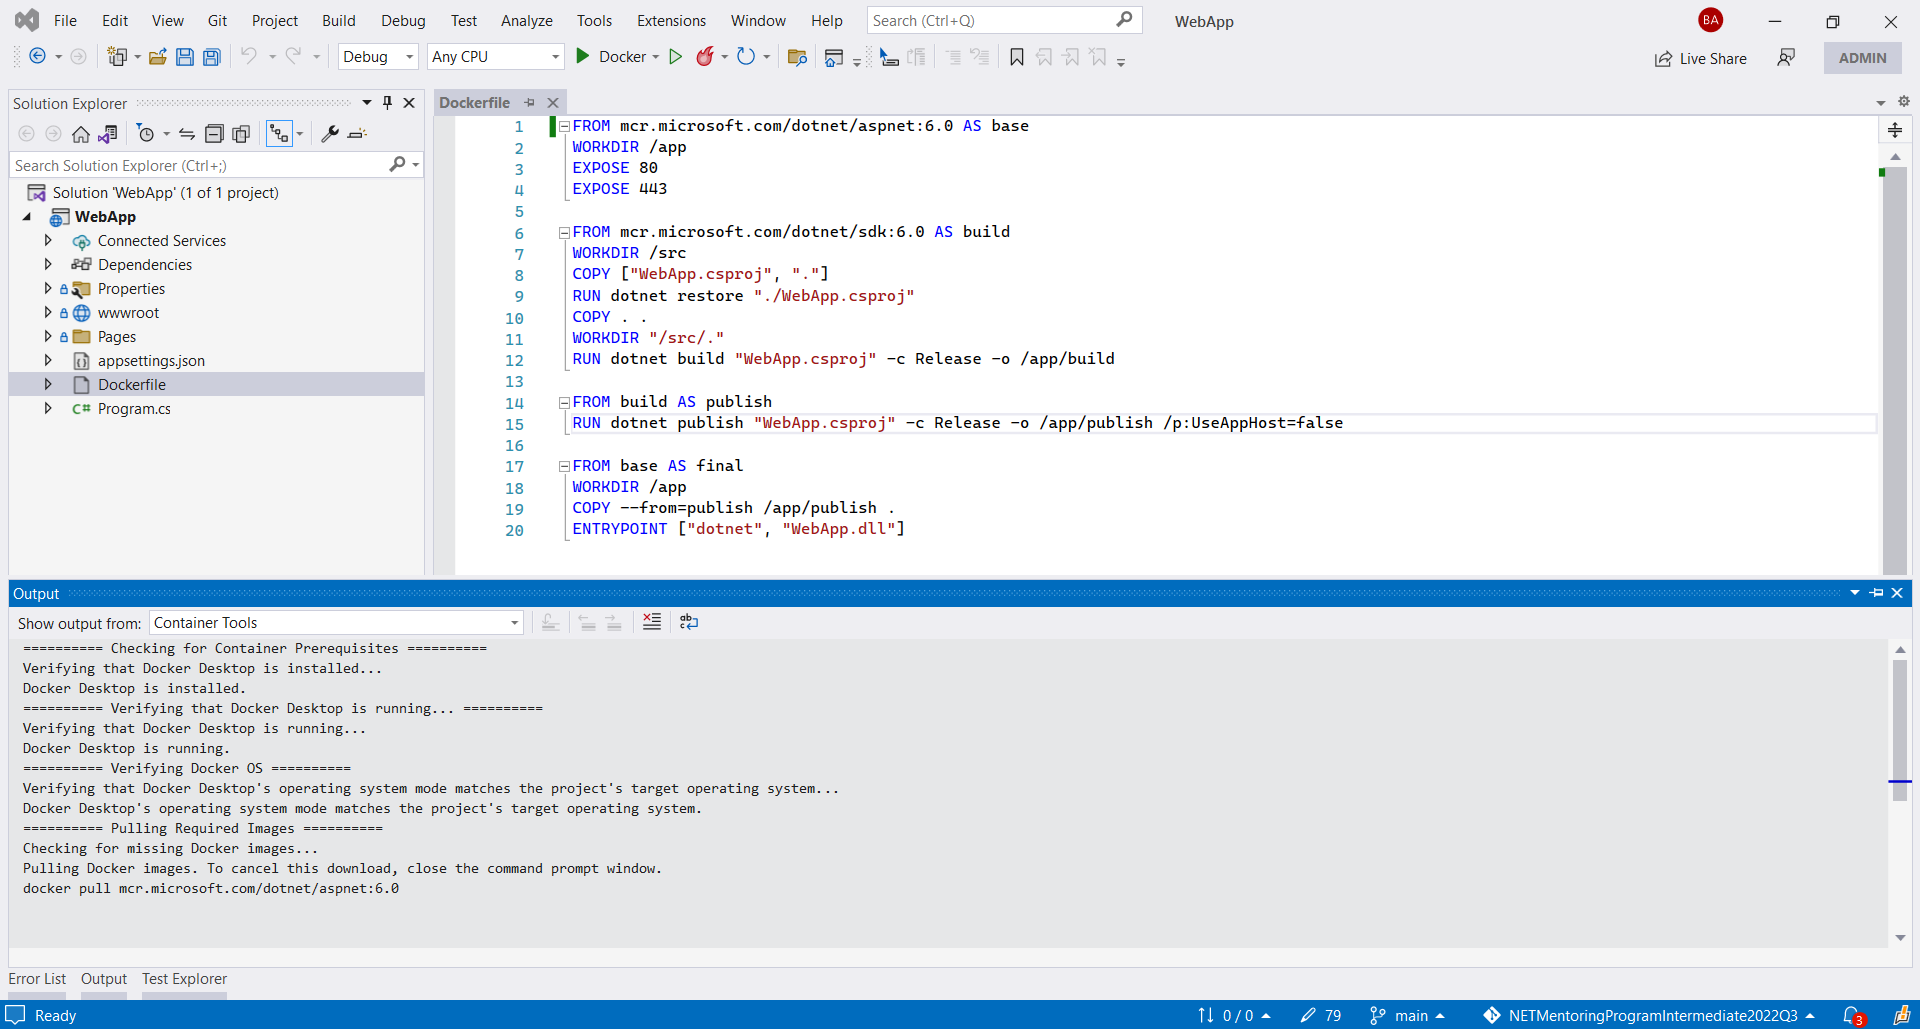 File Edit View Git Project Build Debug Test Analyze Tools Extensions Window Help Search (Ctrl+Q) WebApp BA
Debug Any CPU Docker Live Share ADMIN
Solution Explorer
Search Solution Explorer (Ctrl+;)
Solution 'WebApp' (1 of 1 project)
WebApp
Connected Services
Dependencies
Properties
wwwroot
Pages
appsettings.json
Dockerfile
C# Program.cs
Dockerfile
1 FROM mcr.microsoft.com/dotnet/aspnet:6.0 AS base
2 WORKDIR /app
3 EXPOSE 80
4 EXPOSE 443
5
6 FROM mcr.microsoft.com/dotnet/sdk:6.0 AS build
7 WORKDIR /src
8 COPY ["WebApp.csproj", "."]
9 RUN dotnet restore "./WebApp.csproj"
10 COPY . .
11 WORKDIR "/src/."
12 RUN dotnet build "WebApp.csproj" -c Release -o /app/build
13
14 FROM build AS publish
15 RUN dotnet publish "WebApp.csproj" -c Release -o /app/publish /p:UseAppHost=false
16
17 FROM base AS final
18 WORKDIR /app
19 COPY --from=publish /app/publish .
20 ENTRYPOINT ["dotnet", "WebApp.dll"]
Output
Show output from: Container Tools
========== Checking for Container Prerequisites ==========
Verifying that Docker Desktop is installed...
Docker Desktop is installed.
========== Verifying that Docker Desktop is running... ==========
Verifying that Docker Desktop is running...
Docker Desktop is running.
========== Verifying Docker OS ==========
Verifying that Docker Desktop's operating system mode matches the project's target operating system...
Docker Desktop's operating system mode matches the project's target operating system.
========== Pulling Required Images ==========
Checking for missing Docker images...
Pulling Docker images. To cancel this download, close the command prompt window.
docker pull mcr.microsoft.com/dotnet/aspnet:6.0
Error List Output Test Explorer
Ready 0 / 0 79 main NETMentoringProgramIntermediate2022Q3 3